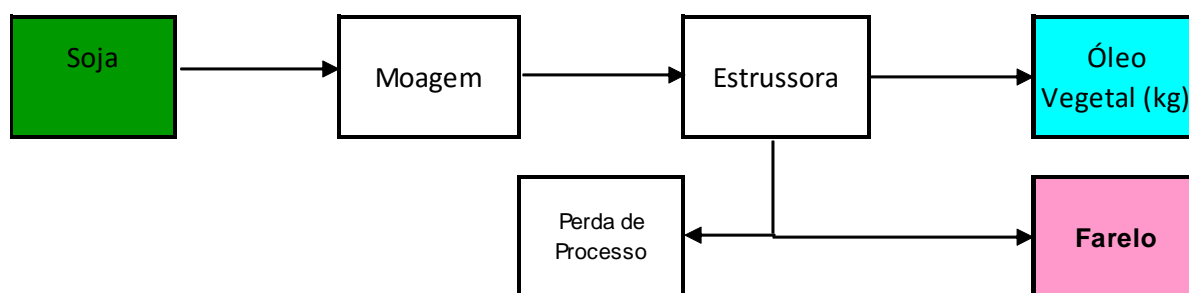 Soja
Moagem
Estrussora
Óleo
Vegetal (kg)
Perda de
Processo
Farelo